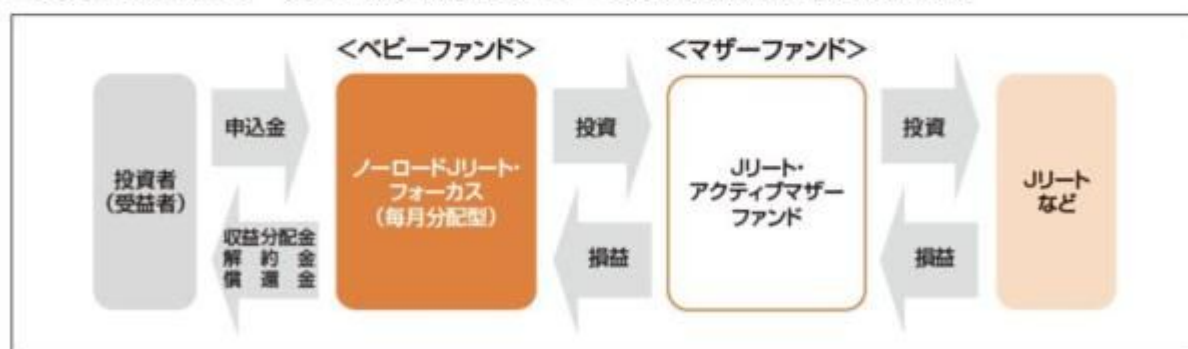 <ベビーファンド>
<マザーファンド>
投資者
(受益者)
申込金
収益分配金
解約金
償還金
ノーロードJリート・
フォーカス
(毎月分配型)
投資
損益
Jリート・
アクティブマザー
ファンド
投資
損益
Jリート
など